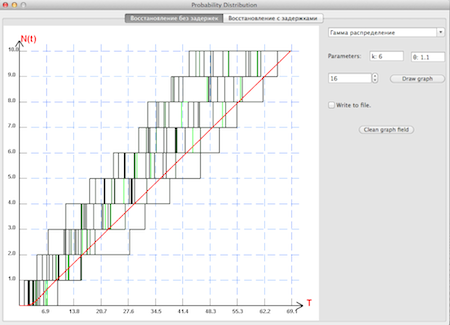 Probability Distribution
Восстановление без задержек Восстановление с задержками
N(t)
10.0
9.0
8.0
7.0
6.0
5.0
4.0
3.0
2.0
1.0
6.9 13.8 20.7 27.6 34.5 41.4 48.3 55.3 62.2 69.1
T
Гамма распределение
Parameters: k: 6 θ: 1.1
16 Draw graph
Write to file.
Clean graph field